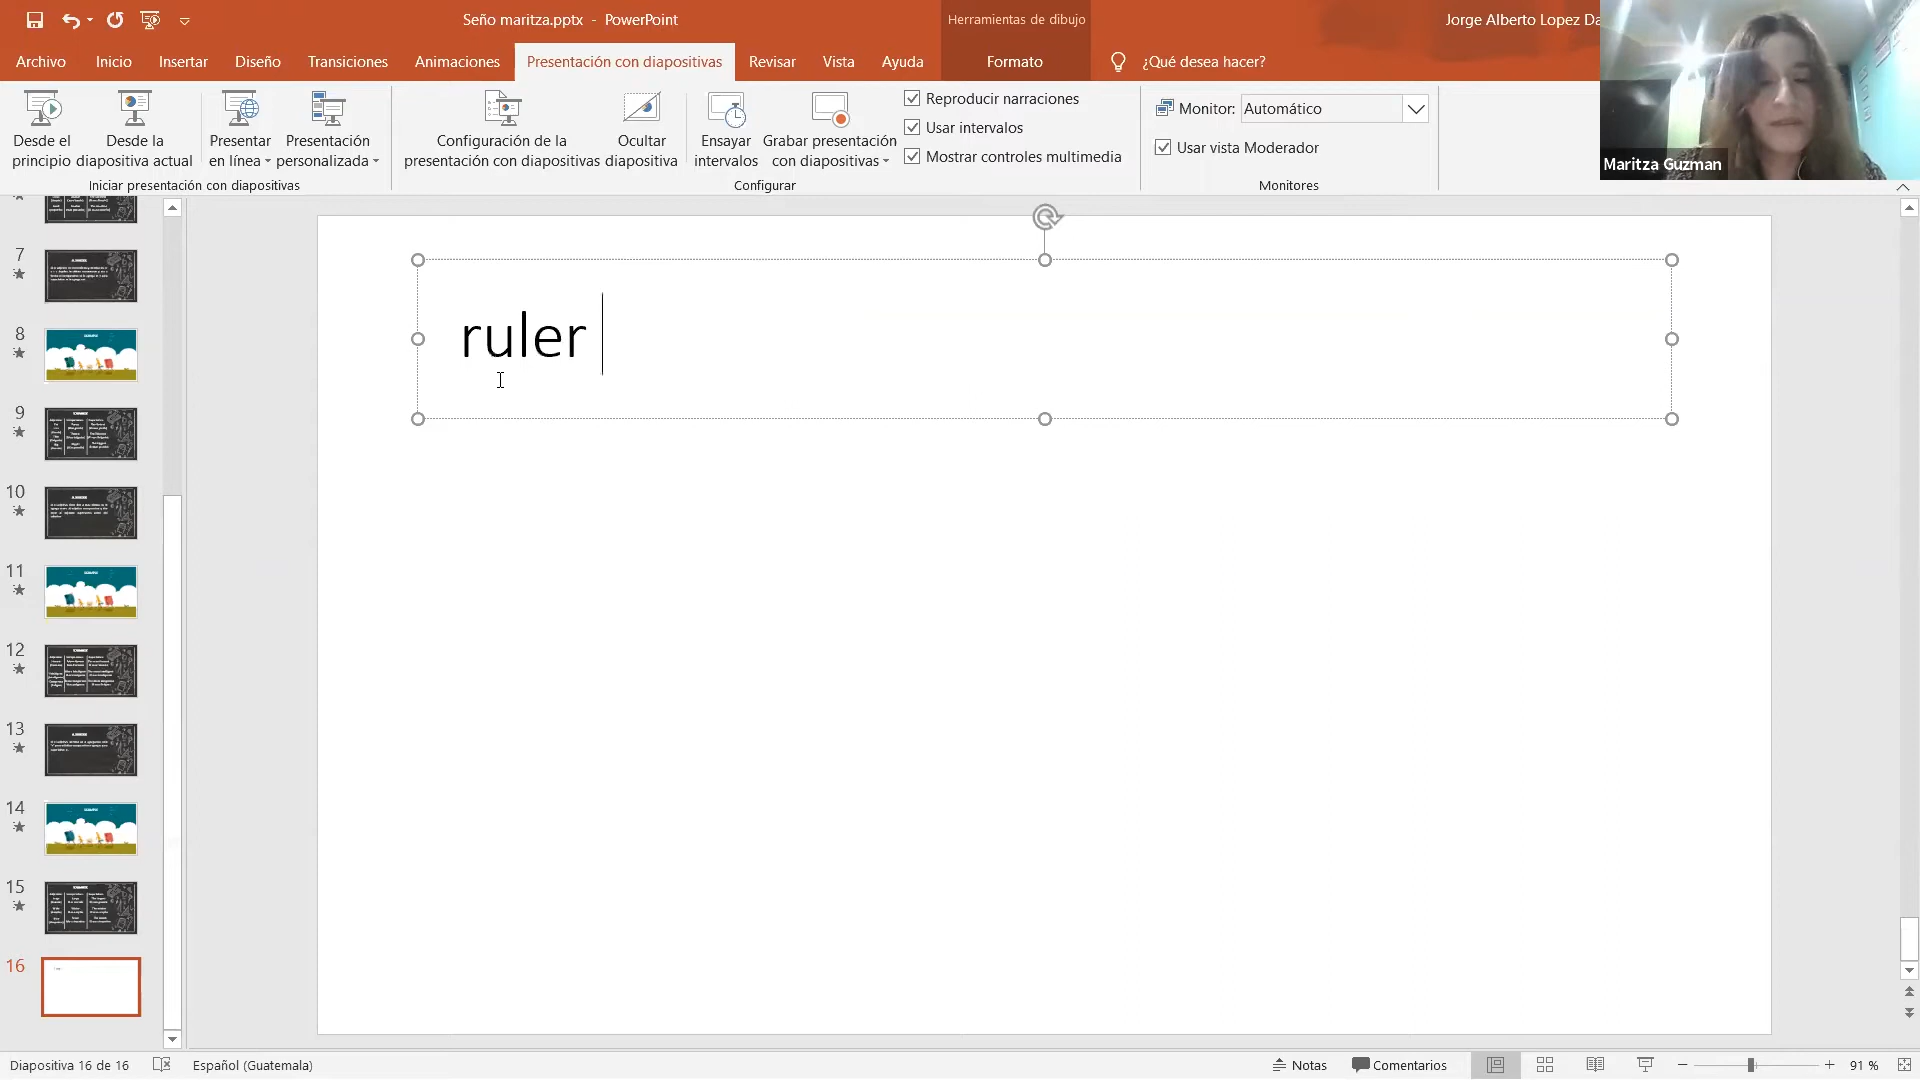 Seño maritza.pptx - PowerPoint
Herramientas de dibujo
Jorge Alberto Lopez Da
Archivo Inicio Insertar Diseño Transiciones Animaciones Presentación con diapositivas Revisar Vista Ayuda Formato ¿Qué desea hacer?
Desde el principio
Desde la diapositiva actual
Presentar en línea
Presentación personalizada
Iniciar presentación con diapositivas
Configuración de la presentación con diapositivas
Ocultar diapositiva
Ensayar intervalos
Grabar presentación con diapositivas
Reproducir narraciones
Usar intervalos
Mostrar controles multimedia
Configurar
Monitor: Automático
Usar vista Moderador
Monitores
Maritza Guzman
7
8
9
10
11
12
13
14
15
16
ruler
Diapositiva 16 de 16 Español (Guatemala) Notas Comentarios 91 %